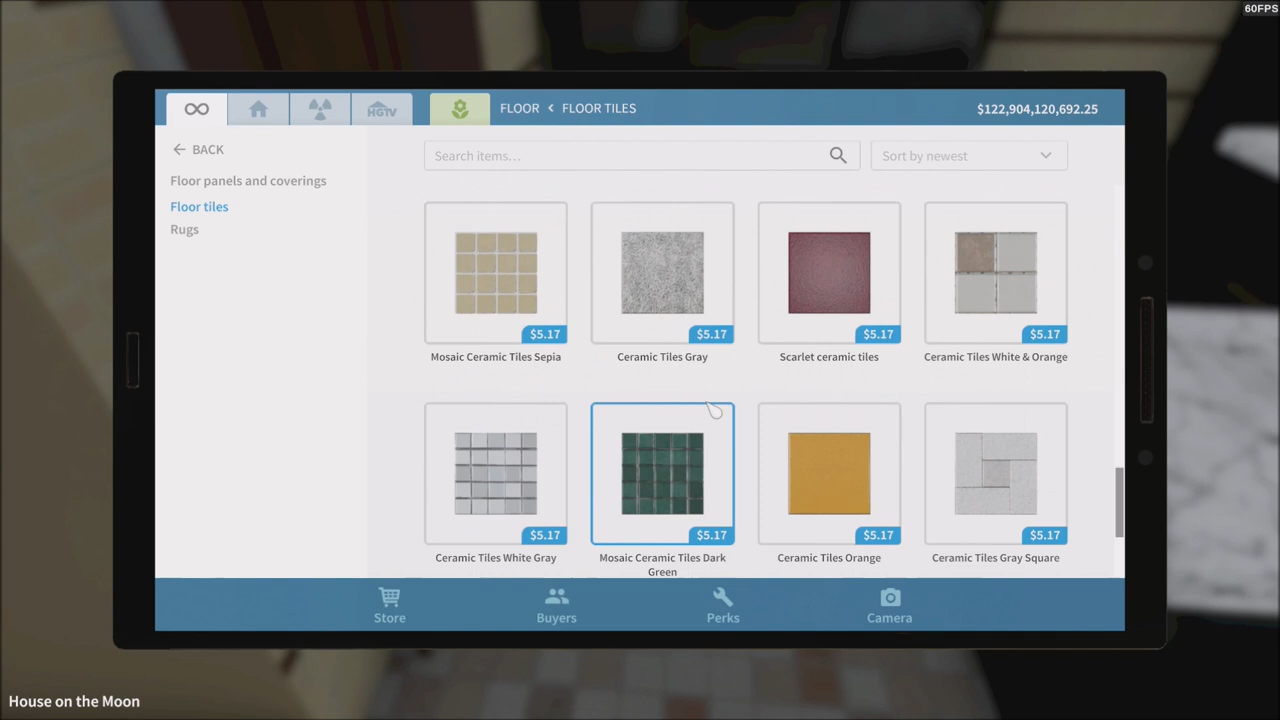 60FPS
HGTV
FLOOR < FLOOR TILES
$122,904,120,692.25
BACK
Search items...
Sort by newest
Floor panels and coverings
Floor tiles
Rugs
$5.17
$5.17
$5.17
$5.17
Mosaic Ceramic Tiles Sepia
Ceramic Tiles Gray
Scarlet ceramic tiles
Ceramic Tiles White & Orange
$5.17
$5.17
$5.17
$5.17
Ceramic Tiles White Gray
Mosaic Ceramic Tiles Dark
Green
Ceramic Tiles Orange
Ceramic Tiles Gray Square
Store
Buyers
Perks
Camera
House on the Moon